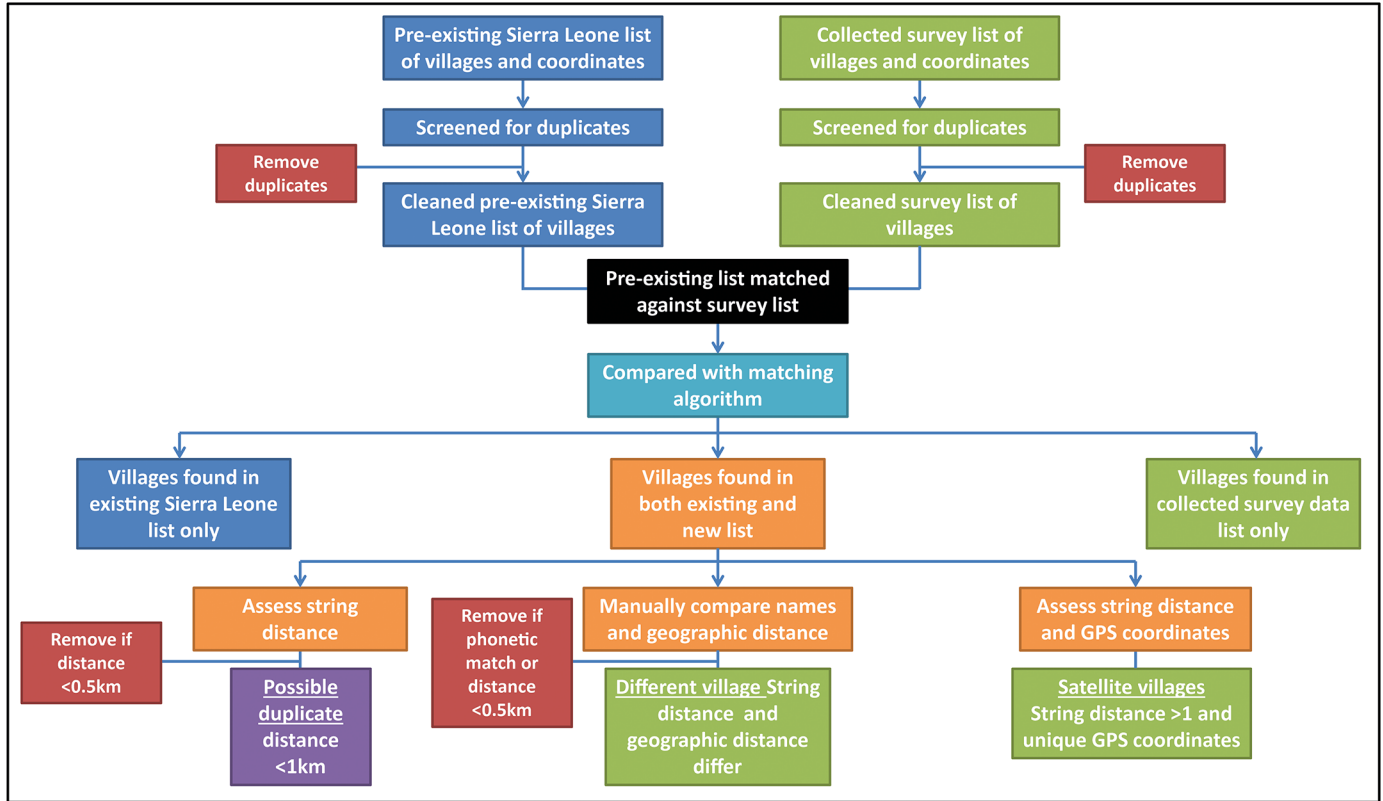 Pre-existing Sierra Leone list
of villages and coordinates
Collected survey list of
villages and coordinates
Screened for duplicates
Screened for duplicates
Remove
duplicates
Remove
duplicates
Cleaned pre-existing Sierra
Leone list of villages
Cleaned survey list of
villages
Pre-existing list matched
against survey list
Compared with matching
algorithm
Villages found in
existing Sierra Leone
list only
Villages found in
both existing and
new list
Villages found in
collected survey data
list only
Assess string
distance
Manually compare names
and geographic distance
Assess string distance
and GPS coordinates
Remove if
distance
<0.5km
Remove if
phonetic
match or
distance
<0.5km
Possible
duplicate
distance
<1km
Different village String
distance and
geographic distance
differ
Satellite villages
String distance >1 and
unique GPS coordinates